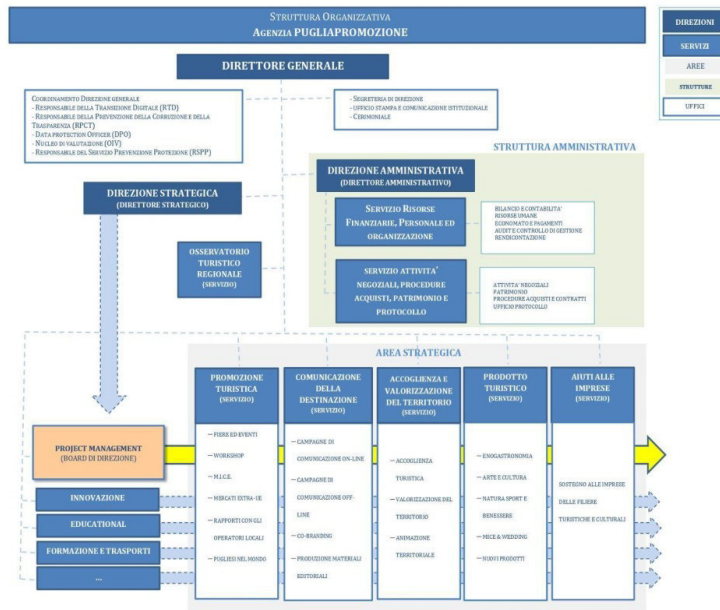 STRUTTURA ORGANIZZATIVA
AGENZIA PUGLIAPROMOZIONE
DIREZIONI
SERVIZI
AREE
STRUTTURE
UFFICI
DIRETTORE GENERALE
COORDINAMENTO DIREZIONE GENERALE
- RESPONSABILE DELLA TRANSIZIONE DIGITALE (RTD)
- RESPONSABILE DELLA PREVENZIONE DELLA CORRUZIONE E DELLA
TRASPARENZA (RPCT)
- DATA PROTECTION OFFICER (DPO)
- NUCLEO DI VALUTAZIONE (OIV)
- RESPONSABILE DEL SERVIZIO PREVENZIONE PROTEZIONE (RSPP)
- SEGRETERIA DI DIREZIONE
- UFFICIO STAMPA E COMUNICAZIONE ISTITUZIONALE
- CERIMONIALE
STRUTTURA AMMINISTRATIVA
DIREZIONE AMMINISTRATIVA
(DIRETTORE AMMINISTRATIVO)
DIREZIONE STRATEGICA
(DIRETTORE STRATEGICO)
SERVIZIO RISORSE
FINANZIARIE, PERSONALE ED
ORGANIZZAZIONE
BILANCIO E CONTABILITA'
RISORSE UMANE
ECONOMATO E PAGAMENTI
AUDIT E CONTROLLO DI GESTIONE
RENDICONTAZIONE
OSSERVATORIO
TURISTICO
REGIONALE
(SERVIZIO)
SERVIZIO ATTIVITA'
NEGOZIALI, PROCEDURE
ACQUISTI, PATRIMONIO E
PROTOCOLLO
ATTIVITA' NEGOZIALI
PATRIMONIO
PROCEDURE ACQUISTI E CONTRATTI
UFFICIO PROTOCOLLO
AREA STRATEGICA
PROMOZIONE
TURISTICA
(SERVIZIO)
— FIERE ED EVENTI
— WORKSHOP
— M.I.C.E.
— MERCATI EXTRA-UE
— RAPPORTI CON GLI
OPERATORI LOCALI
— PUGLIESI NEL MONDO
COMUNICAZIONE
DELLA
DESTINAZIONE
(SERVIZIO)
— CAMPAGNE DI
COMUNICAZIONE ON-LINE
— CAMPAGNE DI
COMUNICAZIONE OFF-
LINE
— CO-BRANDING
— PRODUZIONE MATERIALI
EDITORIALI
ACCOGLIENZA E
VALORIZZAZIONE
DEL TERRITORIO
(SERVIZIO)
— ACCOGLIENZA
TURISTICA
— VALORIZZAZIONE DEL
TERRITORIO
— ANIMAZIONE
TERRITORIALE
PRODOTTO
TURISTICO
(SERVIZIO)
— ENOGASTRONOMIA
— ARTE E CULTURA
— NATURA SPORT E
BENESSERE
— MICE & WEDDING
— NUOVI PRODOTTI
AIUTI ALLE
IMPRESE
(SERVIZIO)
SOSTEGNO ALLE IMPRESE
DELLE FILIERE
TURISTICHE E CULTURALI
PROJECT MANAGEMENT
(BOARD DI DIREZIONE)
INNOVAZIONE
EDUCATIONAL
FORMAZIONE E TRASPORTI
...